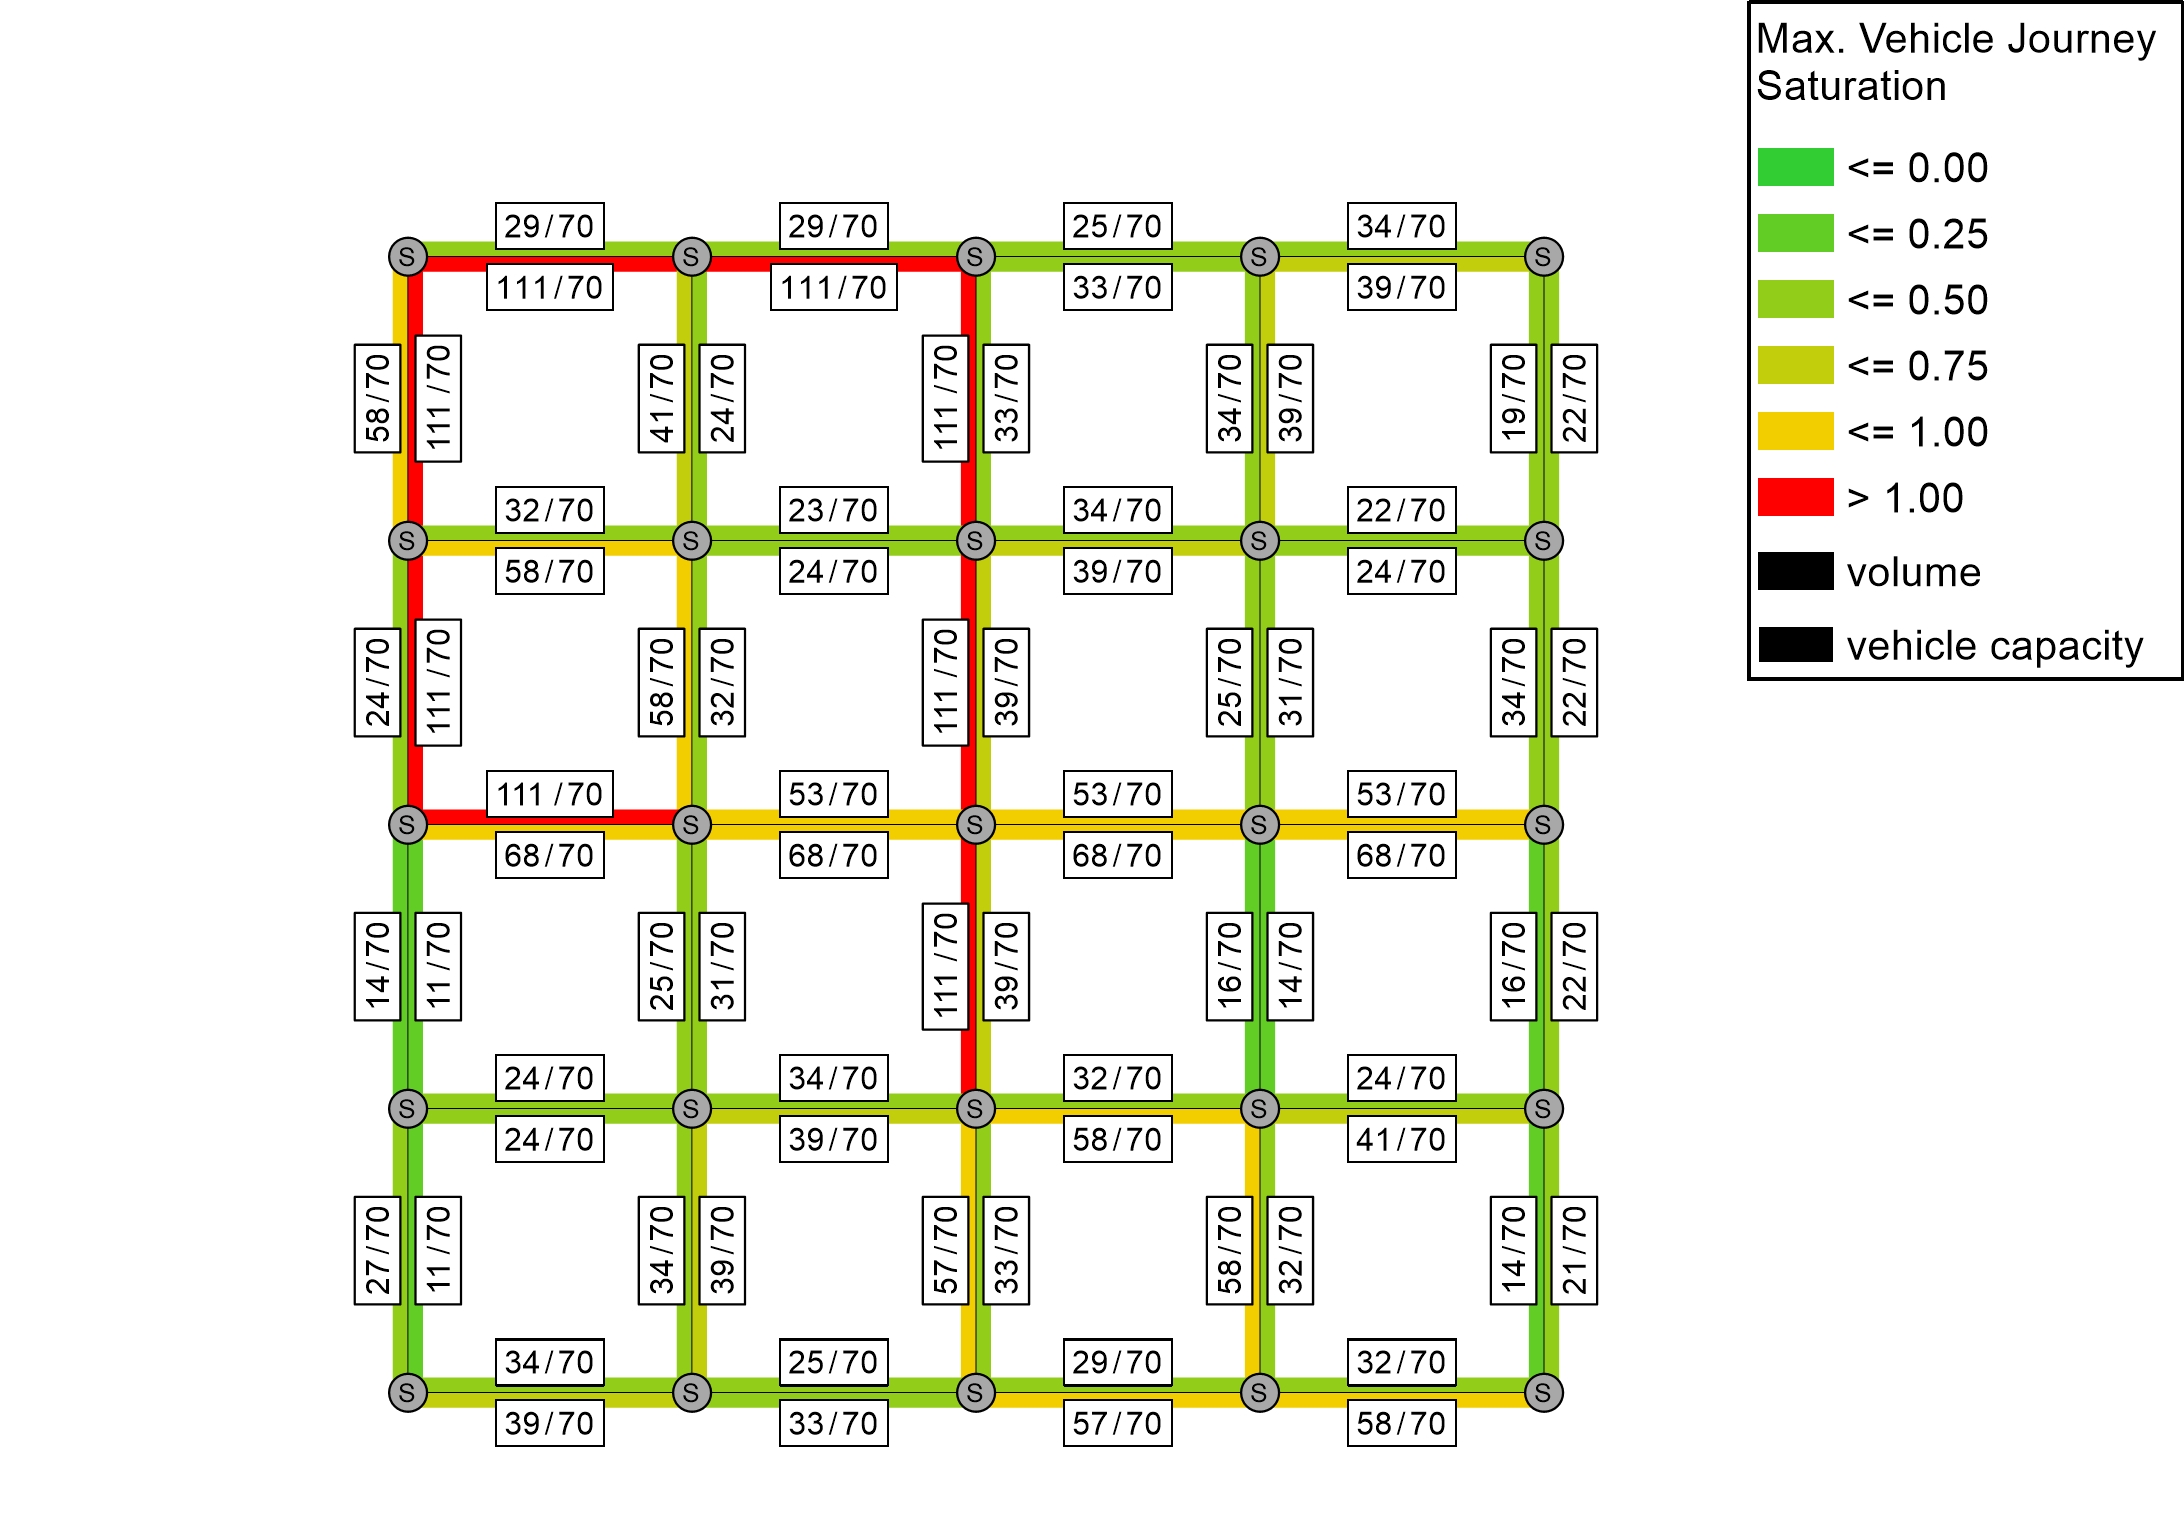 Max. Vehicle Journey
Saturation
<= 0.00
<= 0.25
<= 0.50
<= 0.75
<= 1.00
> 1.00
volume
vehicle capacity
29/70
29/70
25/70
34/70
S
S
S
S
S
111/70
111/70
33/70
39/70
58/70
111/70
41/70
24/70
111/70
33/70
34/70
39/70
19/70
22/70
32/70
23/70
34/70
22/70
S
S
S
S
S
58/70
24/70
39/70
24/70
24/70
111/70
58/70
32/70
111/70
39/70
25/70
31/70
34/70
22/70
111/70
53/70
53/70
53/70
S
S
S
S
S
68/70
68/70
68/70
68/70
14/70
11/70
25/70
31/70
111/70
39/70
16/70
14/70
16/70
22/70
24/70
34/70
32/70
24/70
S
S
S
S
S
24/70
39/70
58/70
41/70
27/70
11/70
34/70
39/70
57/70
33/70
58/70
32/70
14/70
21/70
34/70
25/70
29/70
32/70
S
S
S
S
S
39/70
33/70
57/70
58/70